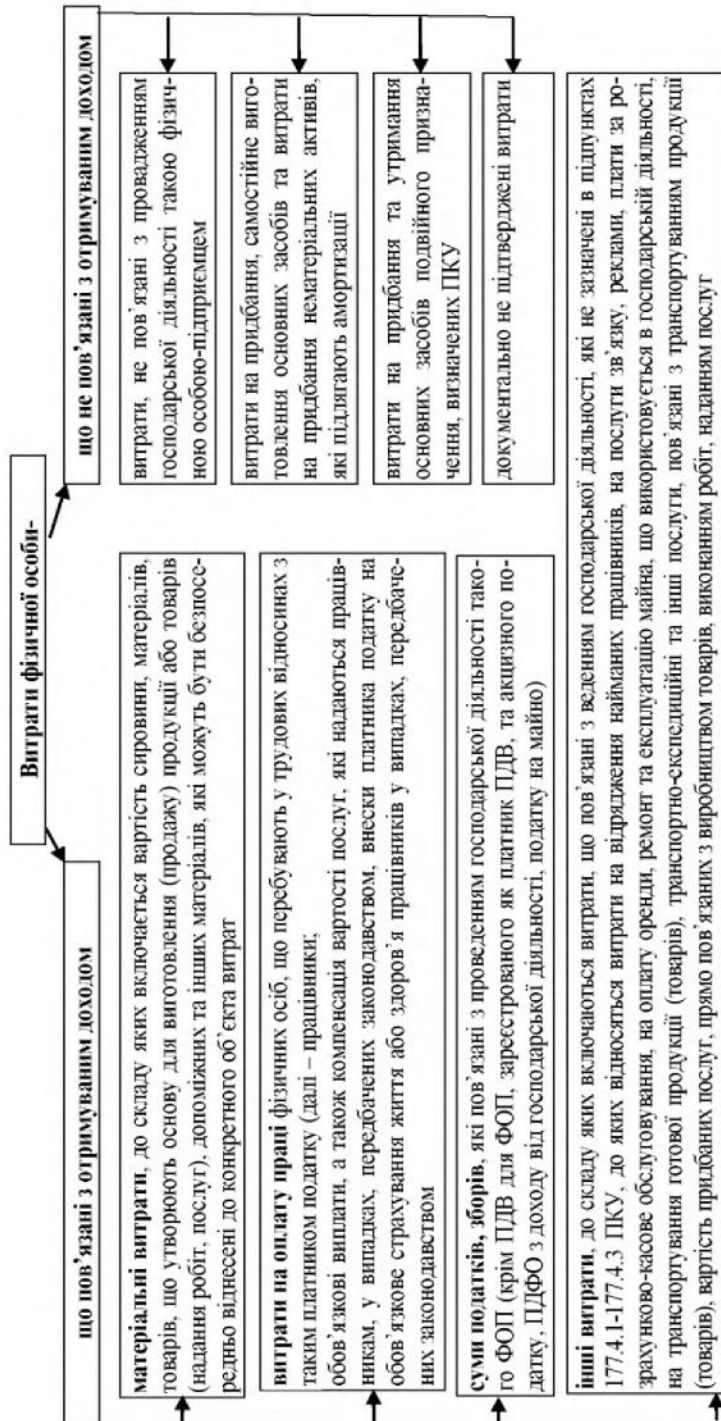 Витрати фізичної особи-
що пов’язані з отримуваним доходом
матеріальні витрати, до складу яких включається вартість сировини, матеріалів,
товарів, що утворюють основу для виготовлення (продажу) продукції або товарів
(надання робіт, послуг), допоміжних та інших матеріалів, які можуть бути безпосе-
редньо віднесені до конкретного об’єкта витрат
витрати на оплату праці фізичних осіб, що перебувають у трудових відносинах з
таким платником податку (далі – працівники;
обов’язкові виплати, а також компенсація вартості послуг, які надаються праців-
никам, у випадках, передбачених законодавством, внески платника податку на
обов’язкове страхування життя або здоров’я працівників у випадках, передбаче-
них законодавством
суми податків, зборів, які пов’язані з проведенням господарської діяльності тако-
го ФОП (крім ПДВ для ФОП, зареєстрованого як платник ПДВ, та акцизного по-
датку, ПДФО з доходу від господарської діяльності, податку на майно)
інші витрати, до складу яких включаються витрати, що пов’язані з веденням господарської діяльності, які не зазначені в підпунктах
177.4.1-177.4.3 ПКУ, до яких відносяться витрати на відрядження найманих працівників, на послуги зв’язку, реклами, плати за ро-
зрахунково-касове обслуговування, на оплату оренди, ремонт та експлуатацію майна, що використовується в господарській діяльності,
на транспортування готової продукції (товарів), транспортно-експедиційні та інші послуги, пов’язані з транспортуванням продукції
(товарів), вартість придбаних послуг, прямо пов’язаних з виробництвом товарів, виконанням робіт, наданням послуг
що не пов’язані з отримуваним доходом
витрати, не пов’язані з провадженням
господарської діяльності такою фізич-
ною особою-підприємцем
витрати на придбання, самостійне виго-
товлення основних засобів та витрати
на придбання нематеріальних активів,
які підлягають амортизації
витрати на придбання та утримання
основних засобів подвійного призна-
чення, визначених ПКУ
документально не підтверджені витрати